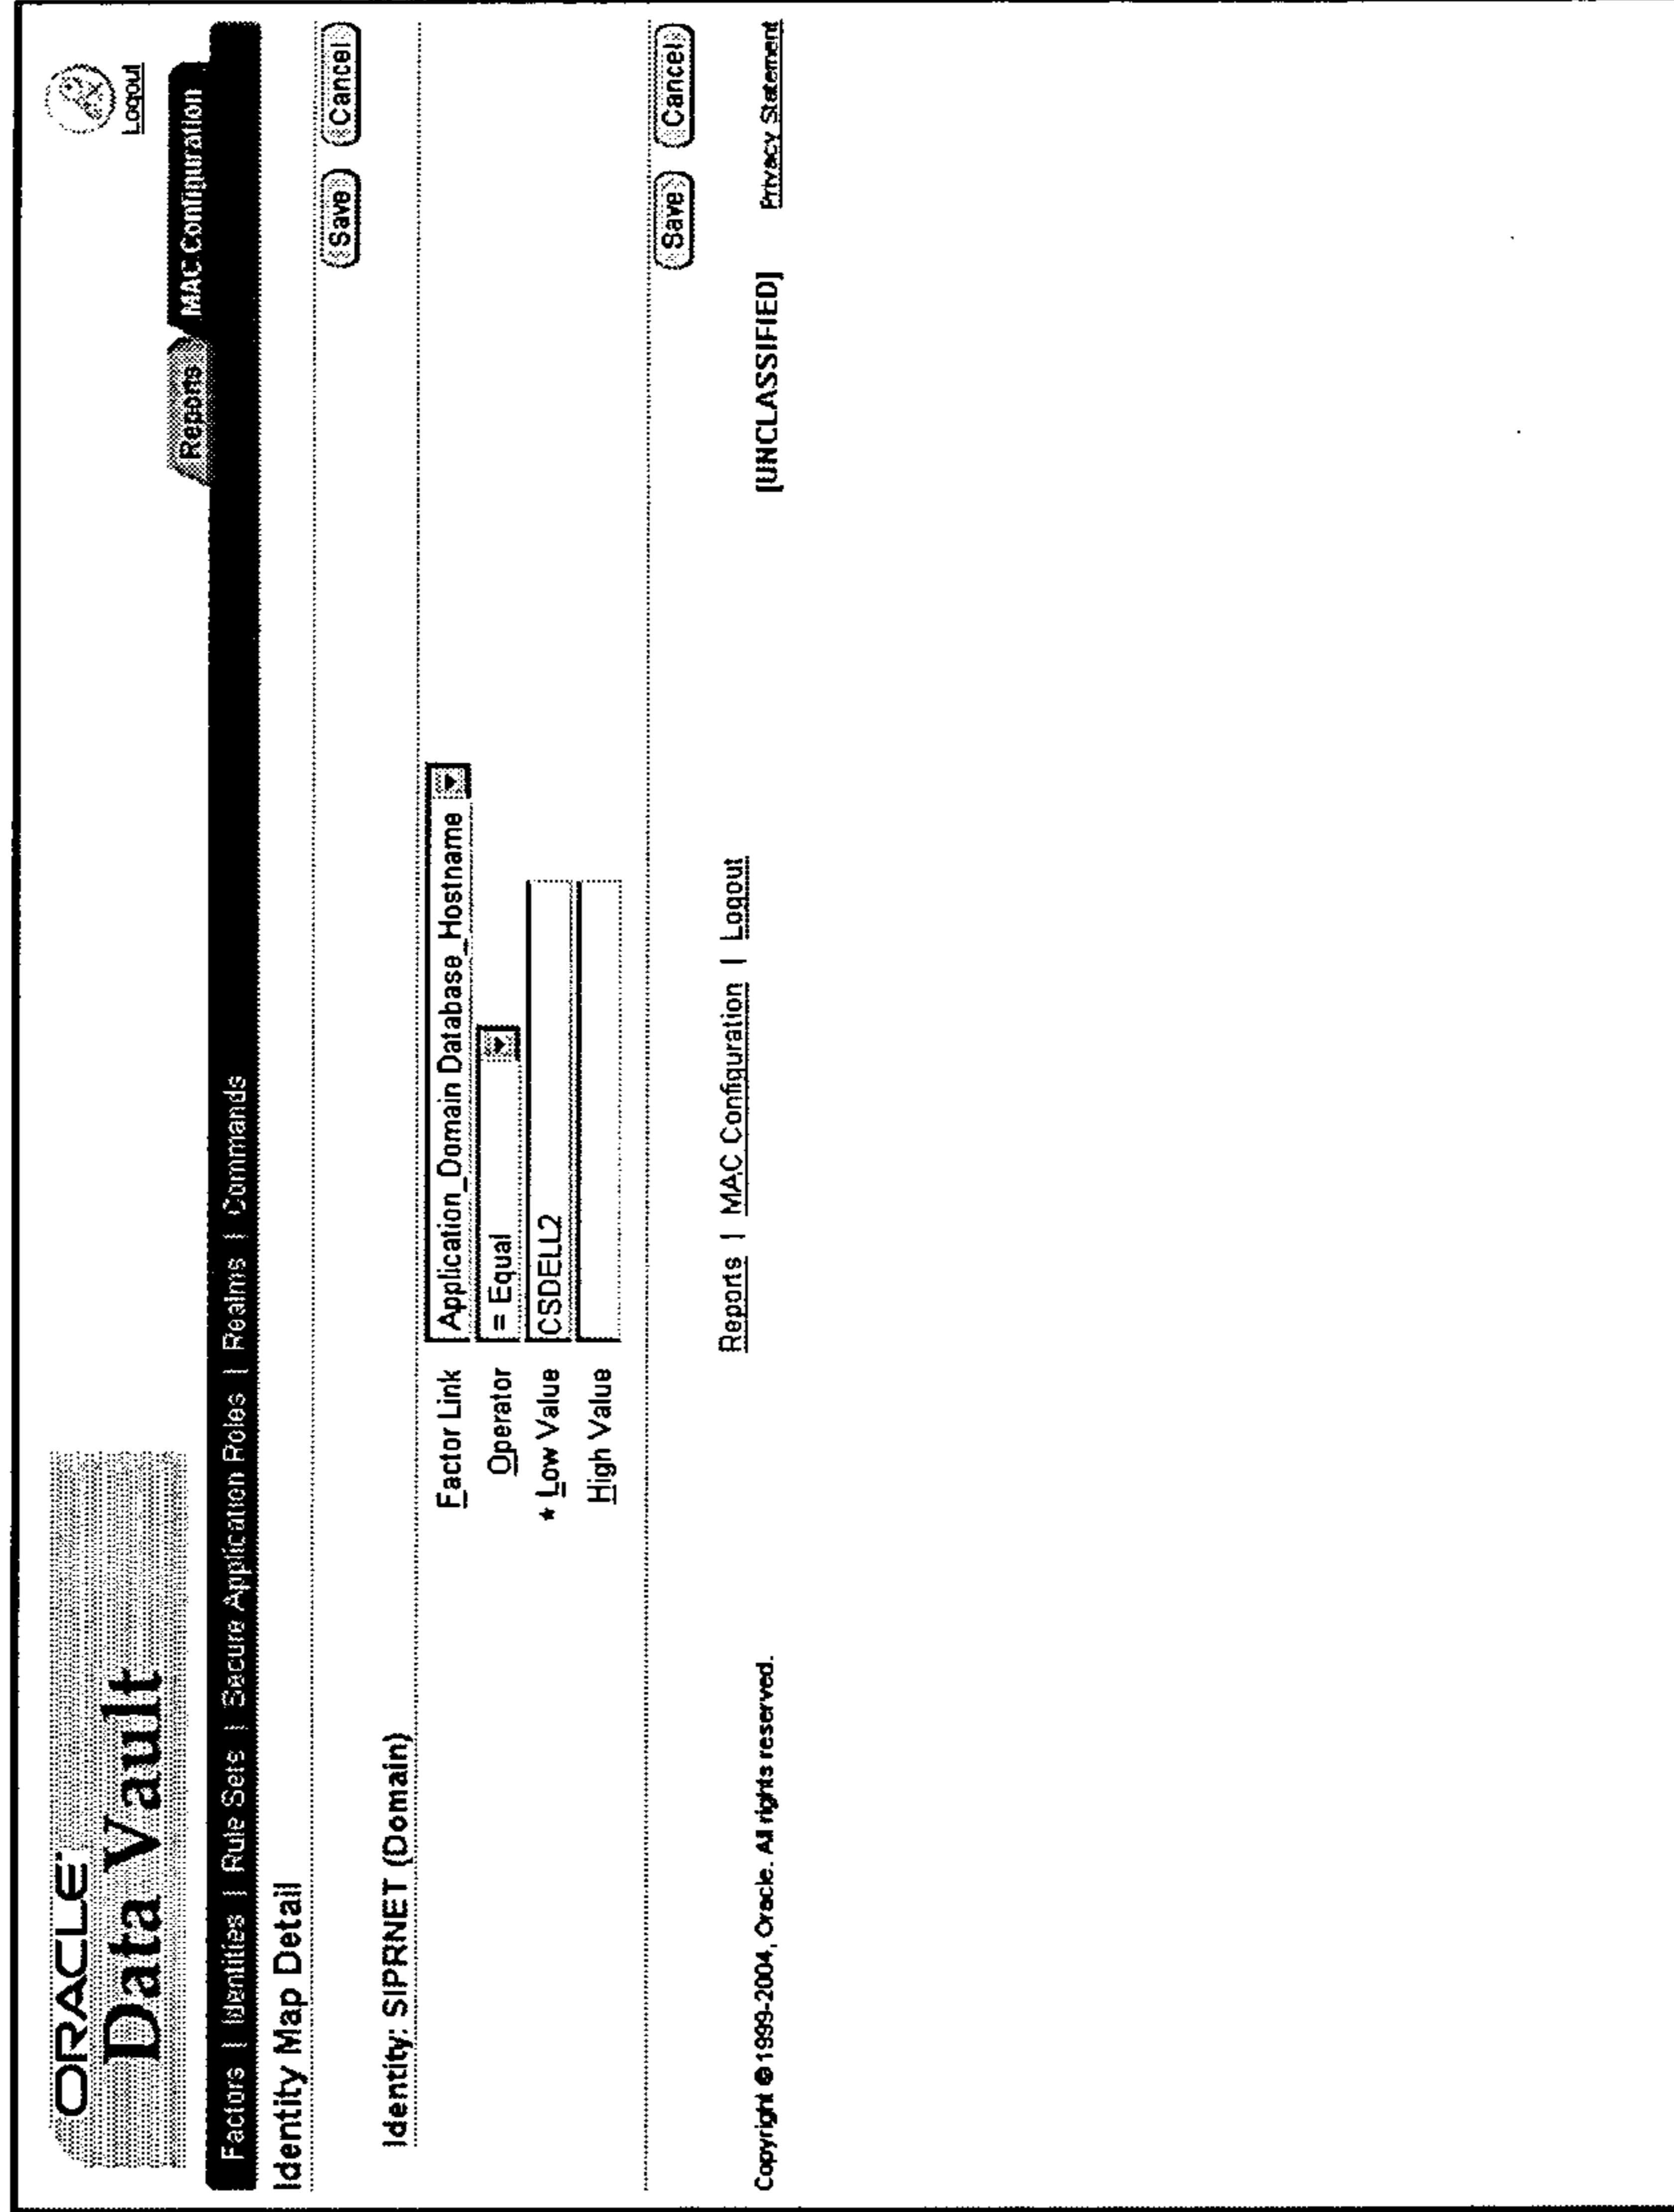 ORACLE
Data Vault
Logout
Reports MAC Configuration
Factors | Identities | Rule Sets | Secure Application Roles | Realms | Commands
Identity Map Detail
Save Cancel
Identity: SIPRNET (Domain)
Factor Link Application_Domain Database_Hostname
Operator = Equal
* Low Value CSDELL2
High Value
Save Cancel
Reports | MAC Configuration | Logout
Copyright © 1999-2004, Oracle. All rights reserved. [UNCLASSIFIED] Privacy Statement